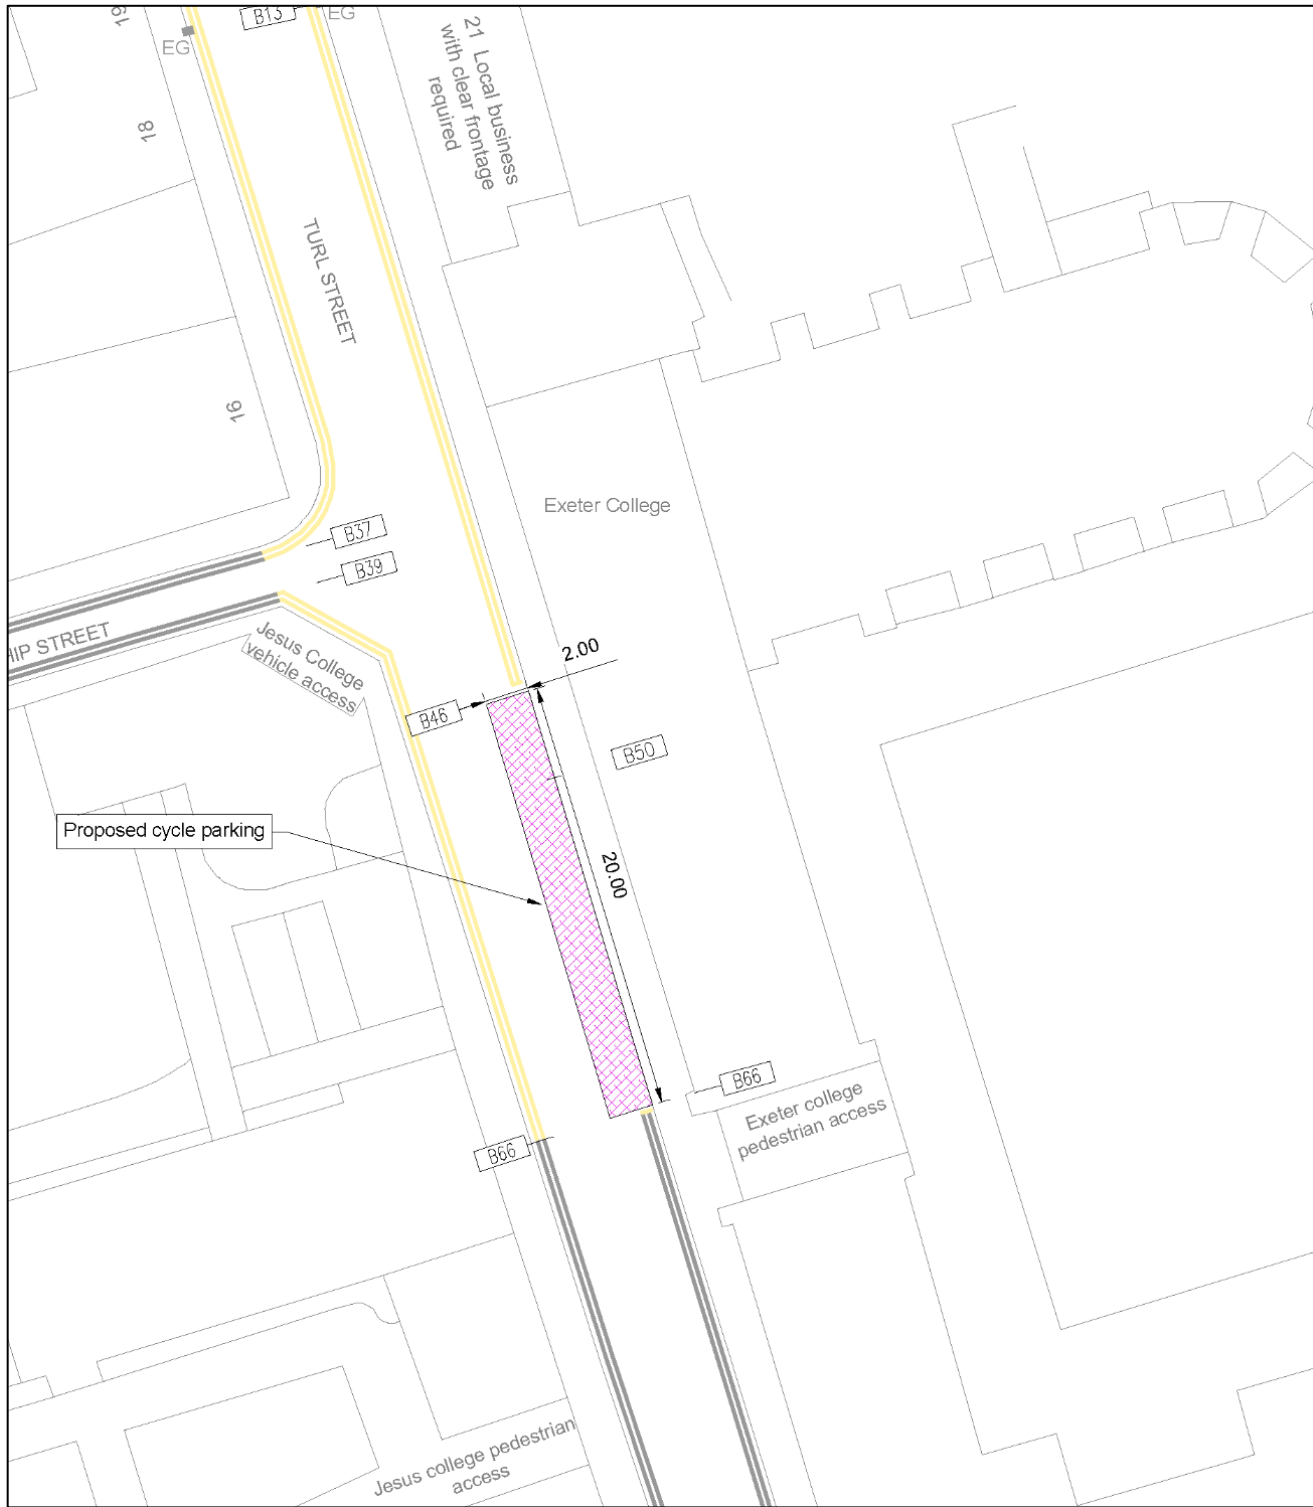 19
B13
EG
EG
21 Local business
with clear frontage
required
18
TURL STREET
16
Exeter College
B37
B39
HIP STREET
Jesus College
vehicle access
2.00
B46
B50
Proposed cycle parking
20.00
B66
Exeter college
pedestrian access
B66
Jesus college pedestrian
access